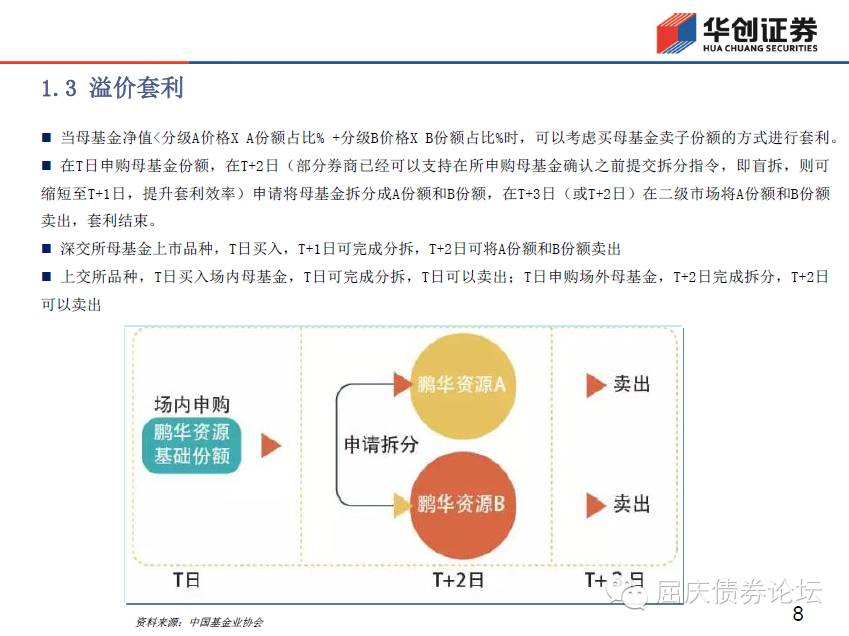 华创证券
HUA CHUANG SECURITIES
1.3 溢价套利
■ 当母基金净值<分级A价格X A份额占比% +分级B价格X B份额占比%时，可以考虑买母基金卖子份额的方式进行套利。
■ 在T日申购母基金份额，在T+2日（部分券商已经可以支持在所申购母基金确认之前提交拆分指令，即盲拆，则可
缩短至T+1日，提升套利效率）申请将母基金拆分成A份额和B份额，在T+3日（或T+2日）在二级市场将A份额和B份额
卖出，套利结束。
■ 深交所母基金上市品种，T日买入，T+1日可完成分拆，T+2日可将A份额和B份额卖出
■ 上交所品种，T日买入场内母基金，T日可完成分拆，T日可以卖出；T日申购场外母基金，T+2日完成拆分，T+2日
可以卖出
场内申购
鹏华资源
基础份额
鹏华资源A
卖出
申请拆分
鹏华资源B
卖出
T日
T+2日
T+3日
屈庆债券论坛
资料来源：中国基金业协会
8